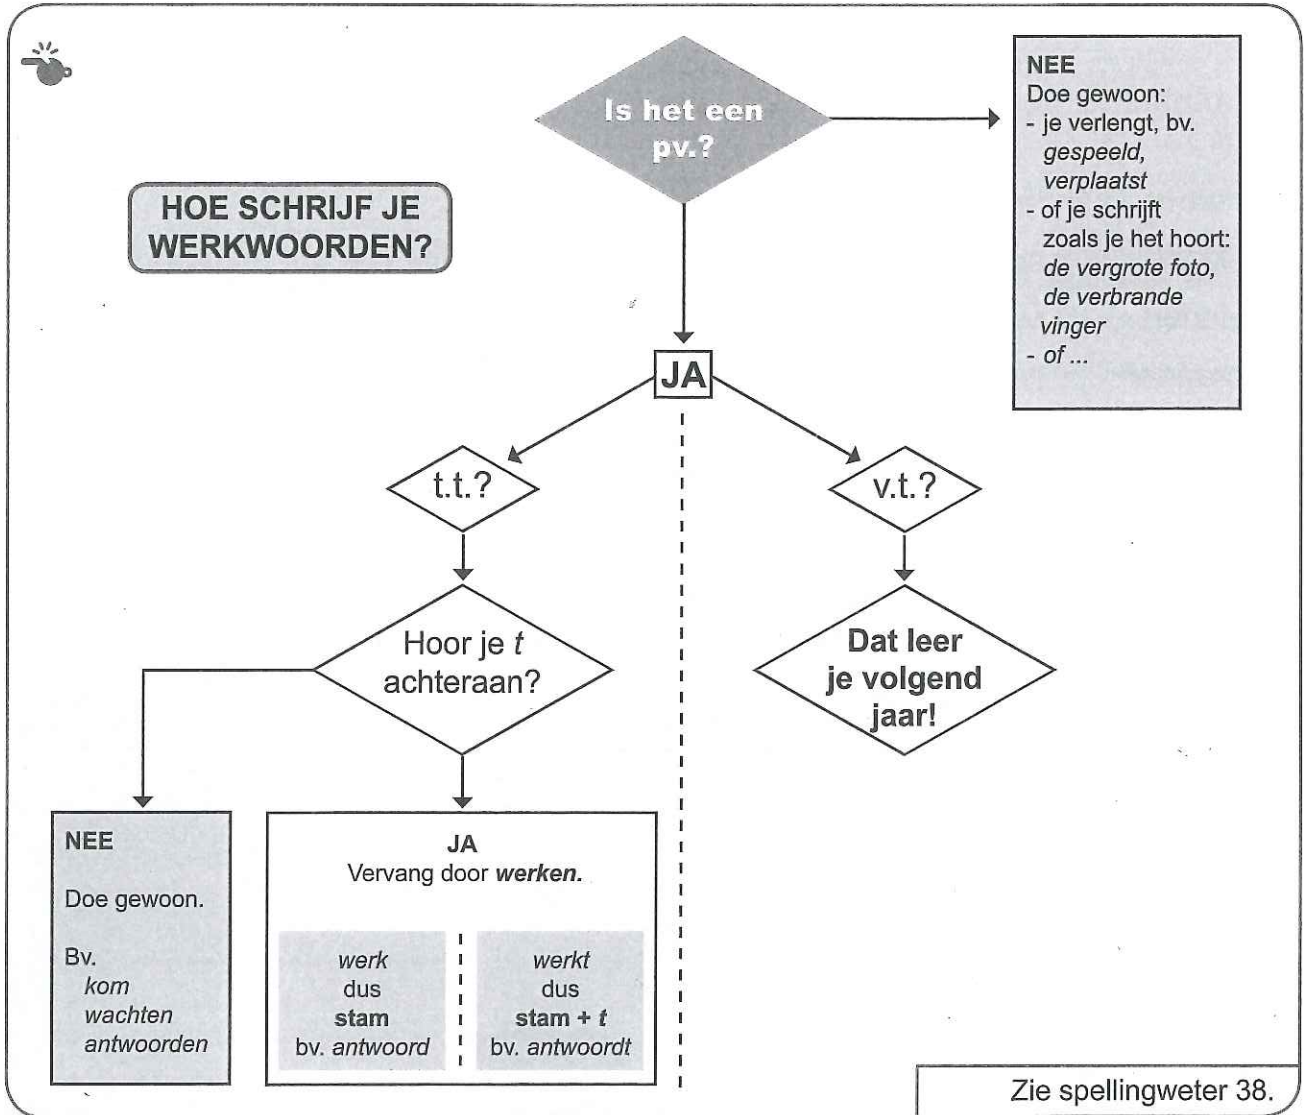 HOE SCHRIJF JE
WERKWOORDEN?
Is het een
pv.?
NEE
Doe gewoon:
- je verlengt, bv.
gespeeld,
verplaatst
- of je schrijft
zoals je het hoort:
de vergrote foto,
de verbrande
vinger
- of ...
JA
t.t.?
v.t.?
Hoor je t
achteraan?
Dat leer
je volgend
jaar!
NEE
Doe gewoon.
Bv.
kom
wachten
antwoorden
JA
Vervang door werken.
werk
dus
stam
bv. antwoord
werkt
dus
stam + t
bv. antwoordt
Zie spellingweter 38.